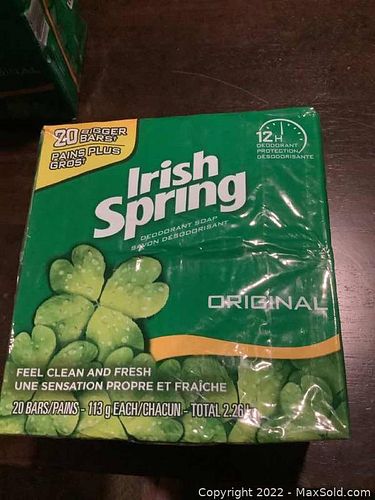 20 BIGGER
BARS!
PAINS PLUS
GROS!
12H
DEODORANT
PROTECTION
DÉSODORISANTE
Irish
Spring
DEODORANT SOAP
SAVON DÉSODORISANT
ORIGINAL
FEEL CLEAN AND FRESH
UNE SENSATION PROPRE ET FRAÎCHE
20 BARS/PAINS - 113 g EACH/CHACUN - TOTAL 2.26
Copyright © 2022 - MaxSold.com